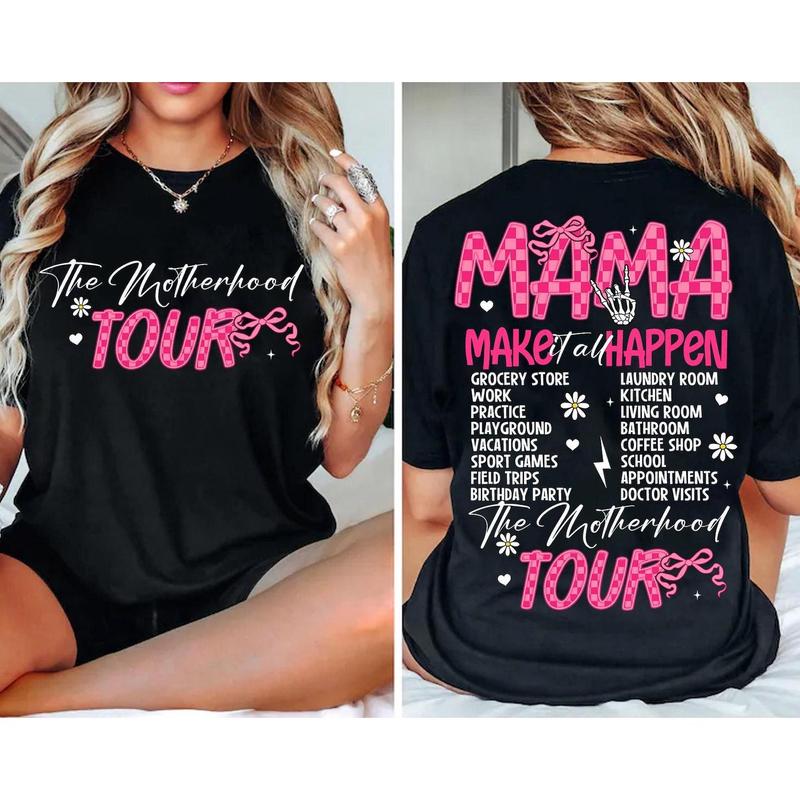 The Motherhood
TOUR
MAMA
MAKE it all HAPPEN
GROCERY STORE
WORK
PRACTICE
PLAYGROUND
VACATIONS
SPORT GAMES
FIELD TRIPS
BIRTHDAY PARTY
LAUNDRY ROOM
KITCHEN
LIVING ROOM
BATHROOM
COFFEE SHOP
SCHOOL
APPOINTMENTS
DOCTOR VISITS
The Motherhood
TOUR